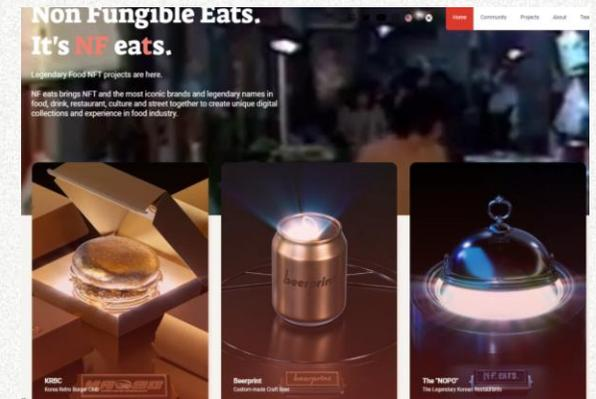 Non Fungible Eats.
Home Community Projects About
It's NF eats.
Legendary Food NFT projects are here.
NF eats brings NFT and the most iconic brands and legendary names in
food, drink, restaurant, culture and street together to create unique digital
collections and experience in food industry.
beerprint
KRBC
Korea Retro Burger Club
Beerprint
Custom-made Craft Beer
beerprint
The "NOPO"
The Legendary Korean Restaurants
NF EATS.